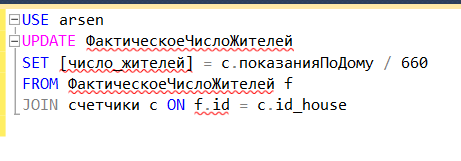 USE arsen
UPDATE ФактическоеЧислоЖителей
SET [число_жителей] = с.показанияПоДому / 660
FROM ФактическоеЧислоЖителей f
JOIN счетчики с ON f.id = c.id_house